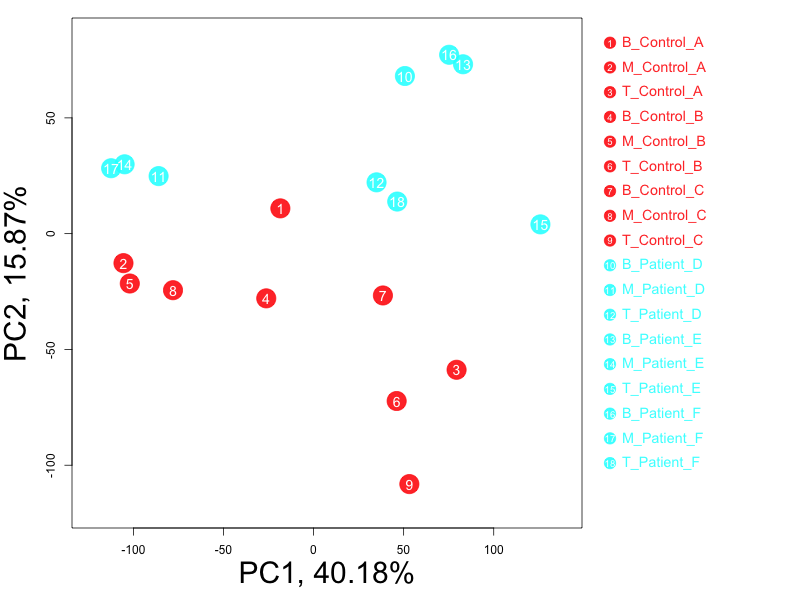 16
13
10
17
14
11
12
18
15
1
2
5
8
4
7
3
6
9
50
0
-50
-100
PC2, 15.87%
-100
-50
0
50
100
PC1, 40.18%
1 B_Control_A
2 M_Control_A
3 T_Control_A
4 B_Control_B
5 M_Control_B
6 T_Control_B
7 B_Control_C
8 M_Control_C
9 T_Control_C
10 B_Patient_D
11 M_Patient_D
12 T_Patient_D
13 B_Patient_E
14 M_Patient_E
15 T_Patient_E
16 B_Patient_F
17 M_Patient_F
18 T_Patient_F